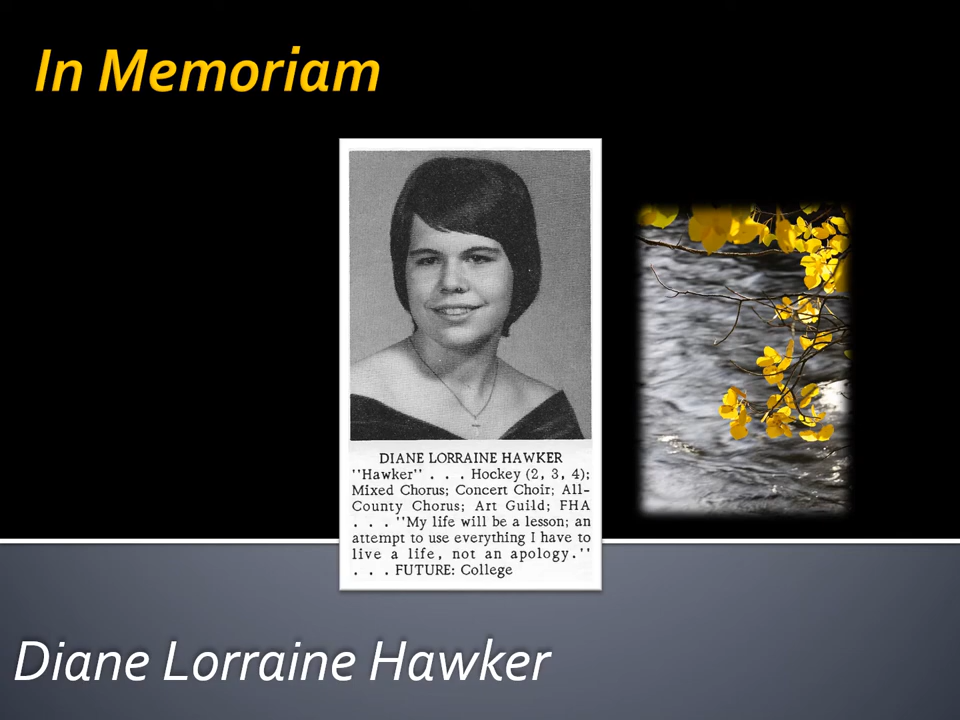 In Memoriam
DIANE LORRAINE HAWKER
"Hawker" . . . Hockey (2, 3, 4);
Mixed Chorus; Concert Choir; All-
County Chorus; Art Guild; FHA
. . . "My life will be a lesson; an
attempt to use everything I have to
live a life, not an apology."
. . . FUTURE: College
Diane Lorraine Hawker